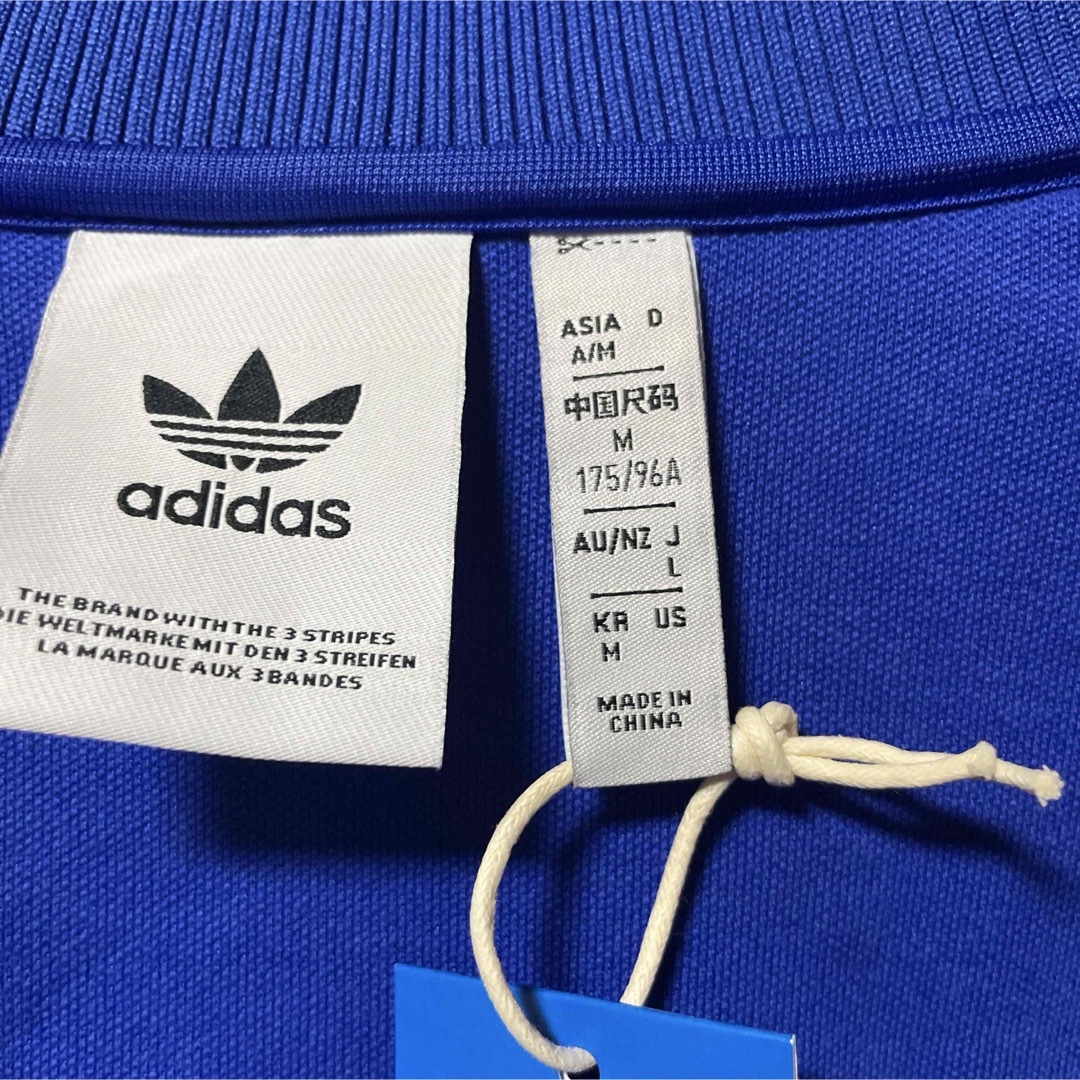 adidas
THE BRAND WITH THE 3 STRIPES
DIE WELTMARKE MIT DEN 3 STREIFEN
LA MARQUE AUX 3 BANDES
ASIA D
A/M
中国尺码
M
175/96A
AU/NZ J
L
KR US
M
MADE IN
CHINA